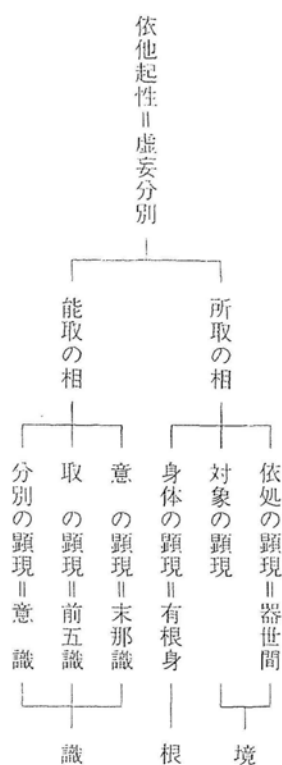 依他起性=虚妄分別
所取の相
能取の相
依処の顕現=器世間
対象の顕現
身体の顕現=有根身
意 の顕現=末那識
取 の顕現=前五識
分別の顕現=意 識
境
根
識